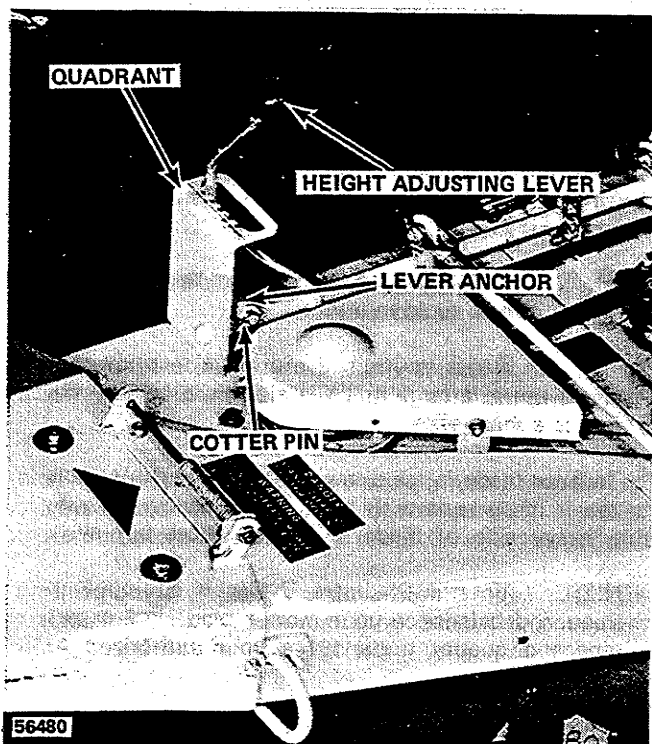 QUADRANT
HEIGHT ADJUSTING LEVER
LEVER ANCHOR
COTTER PIN
56480